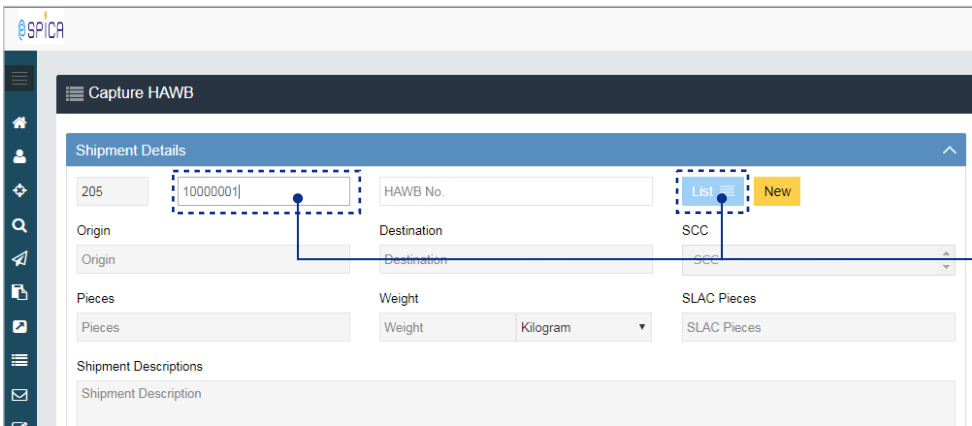 eSPICA
Capture HAWB
Shipment Details
205 10000001 HAWB No. List New
Origin Destination SCC
Origin Destination SCC
Pieces Weight SLAC Pieces
Pieces Weight Kilogram SLAC Pieces
Shipment Descriptions
Shipment Description